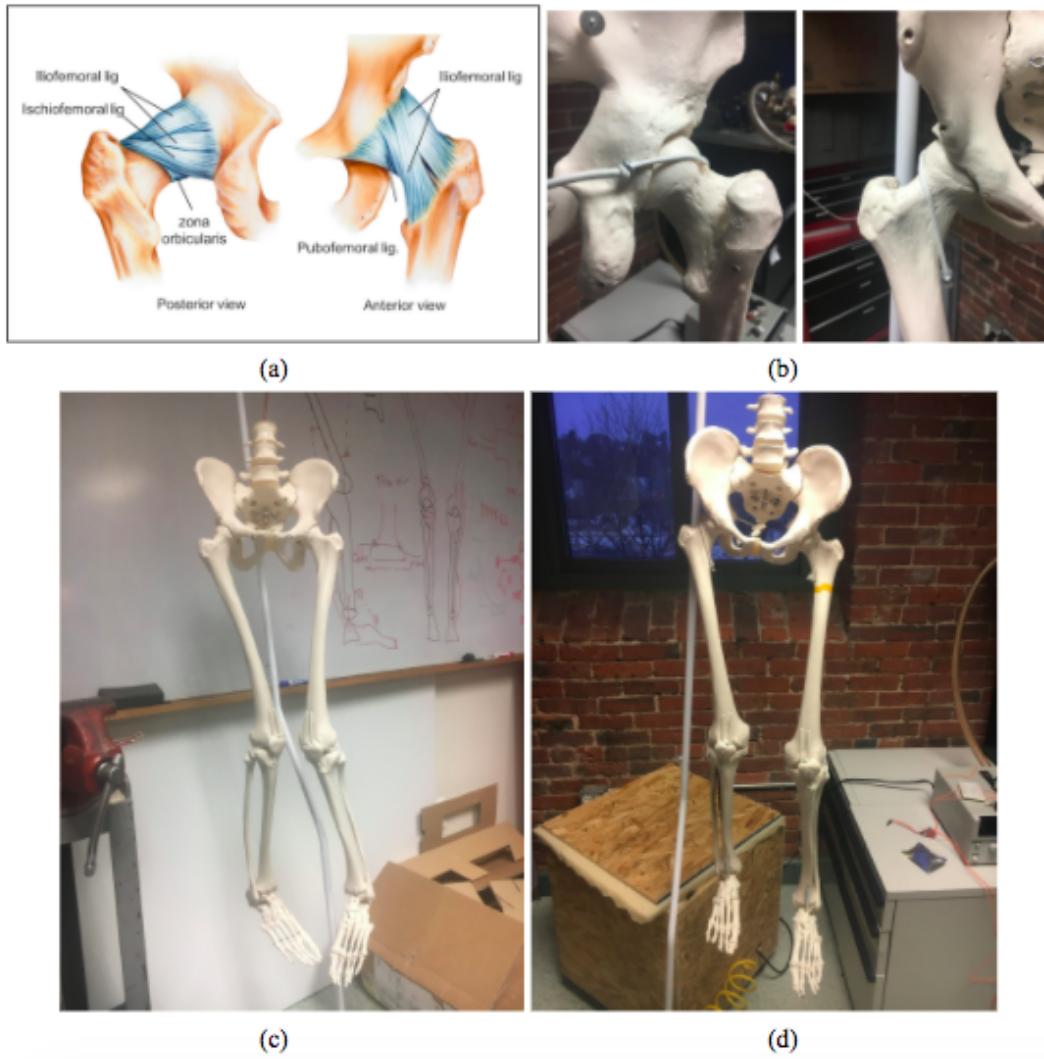 Iliofemoral lig
Ischiofemoral lig
zona
orbicularis
Posterior view
Iliofemoral lig
Pubofemoral lig.
Anterior view
(a)
(b)
(c)
(d)